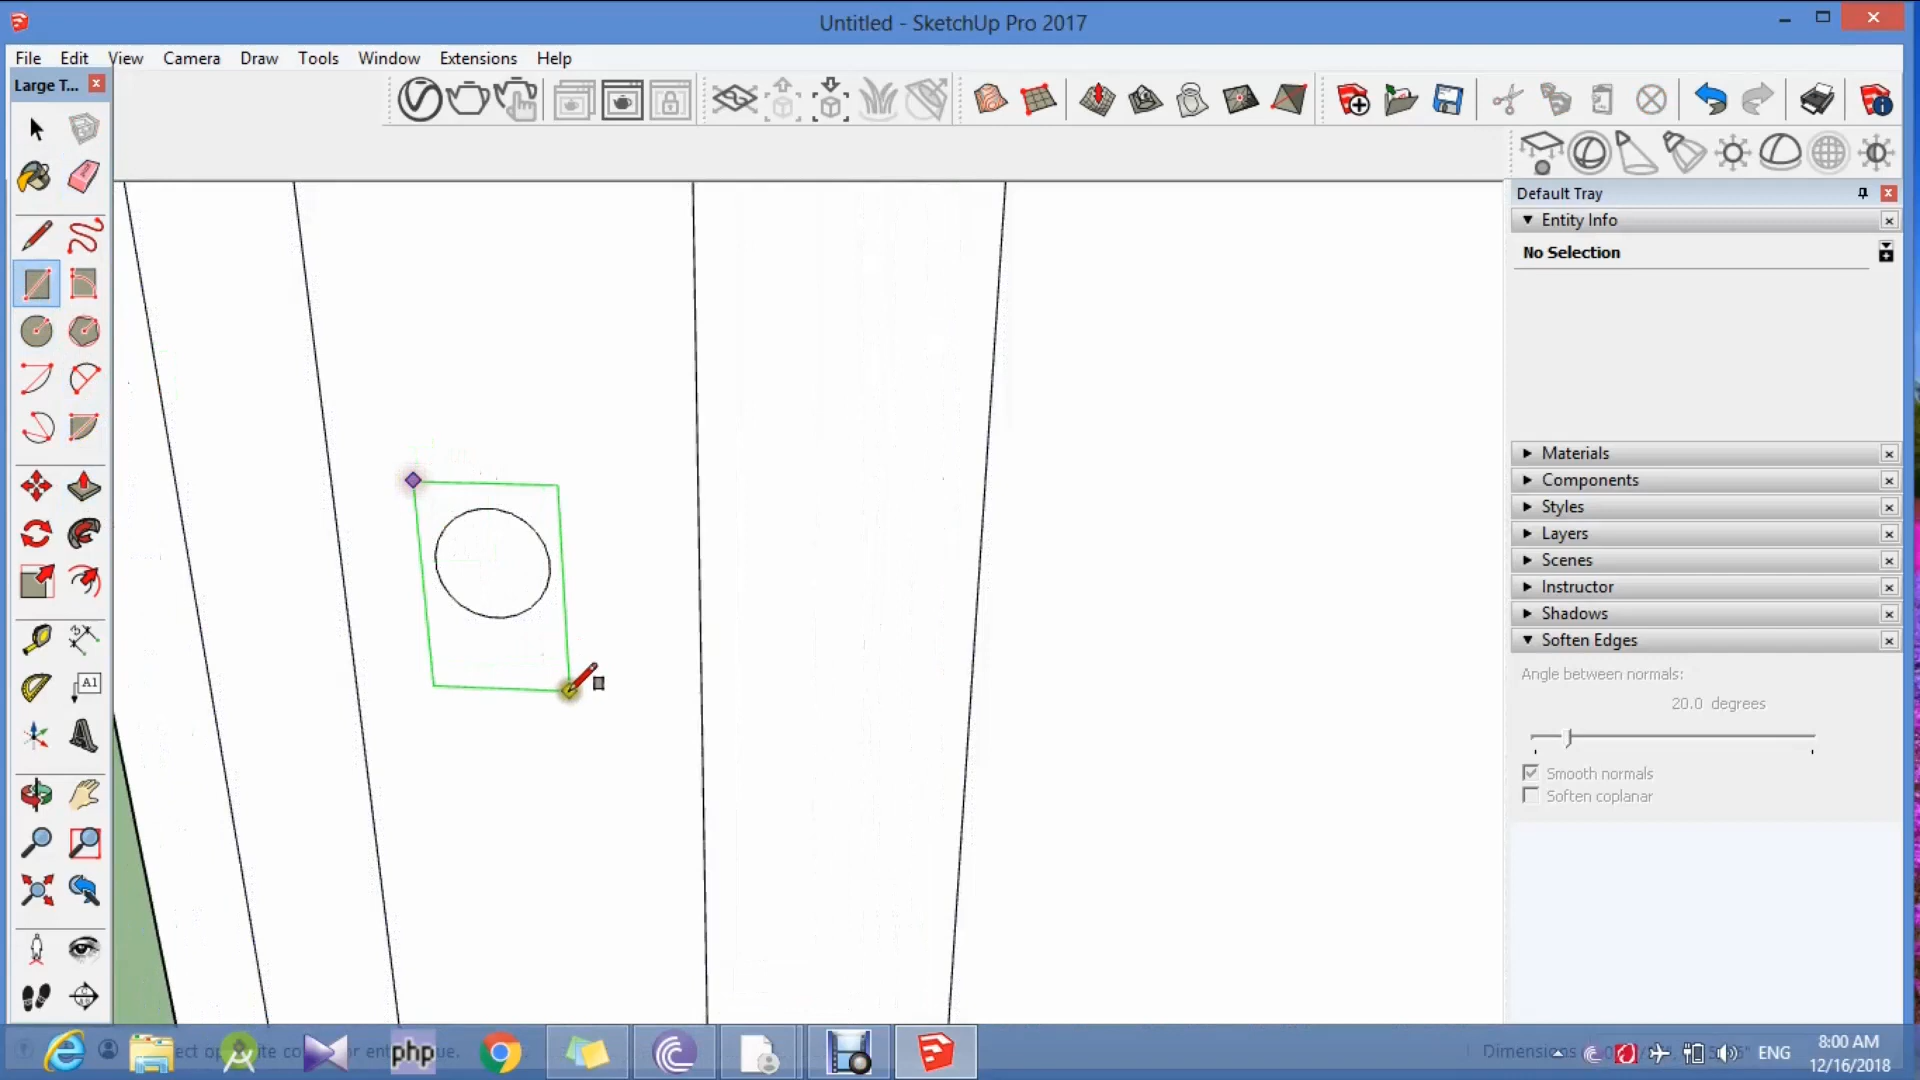 Untitled - SketchUp Pro 2017
File Edit View Camera Draw Tools Window Extensions Help
Large T...
Default Tray
Entity Info
No Selection
A1
Materials
Components
Styles
Layers
Scenes
Instructor
Shadows
Soften Edges
Angle between normals:
20.0 degrees
Smooth normals
Soften coplanar
php
Dimensions
ENG
8:00 AM
12/16/2018